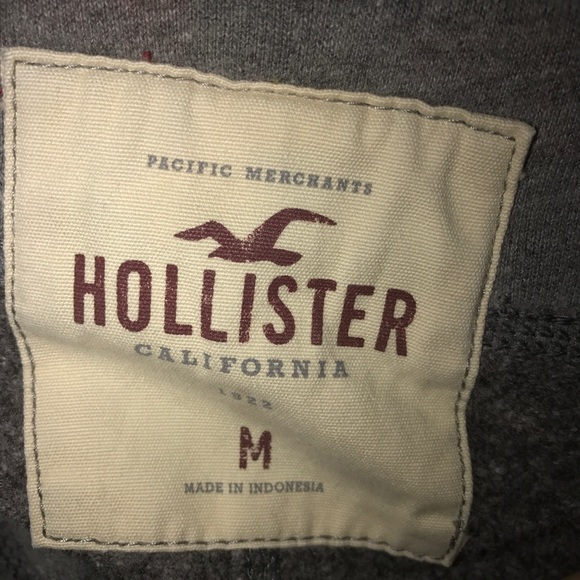 PACIFIC MERCHANTS
HOLLISTER
CALIFORNIA
1922
M
MADE IN INDONESIA